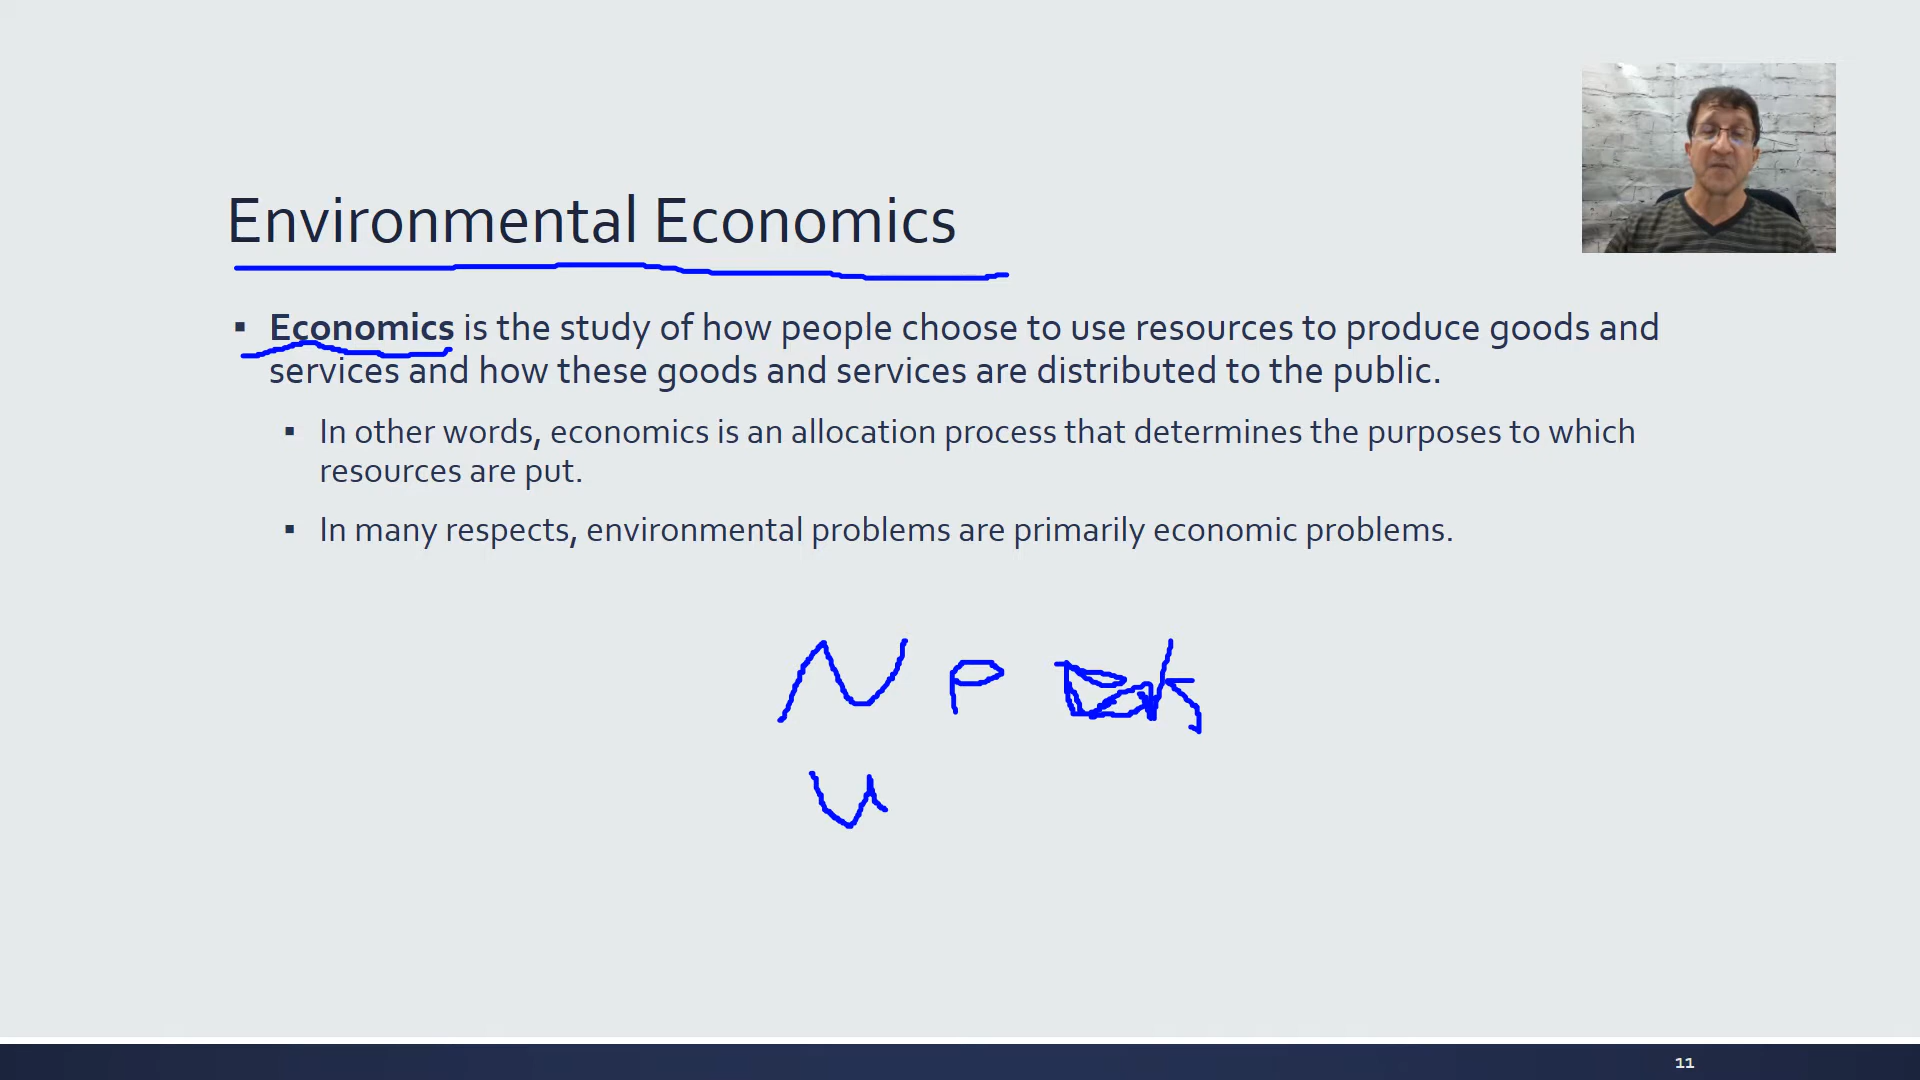 Environmental Economics
▪ Economics is the study of how people choose to use resources to produce goods and
services and how these goods and services are distributed to the public.
▪ In other words, economics is an allocation process that determines the purposes to which
resources are put.
▪ In many respects, environmental problems are primarily economic problems.
N P K
U
11